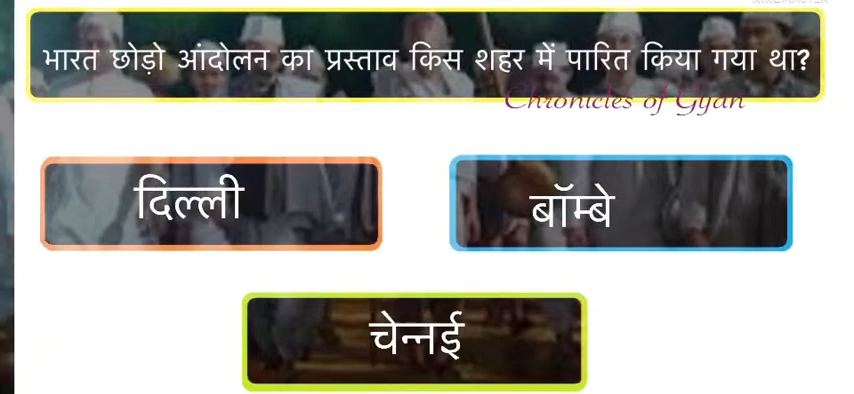 भारत छोड़ो आंदोलन का प्रस्ताव किस शहर में पारित किया गया था?
Chronicles of Gyan
दिल्ली
बॉम्बे
चेन्नई